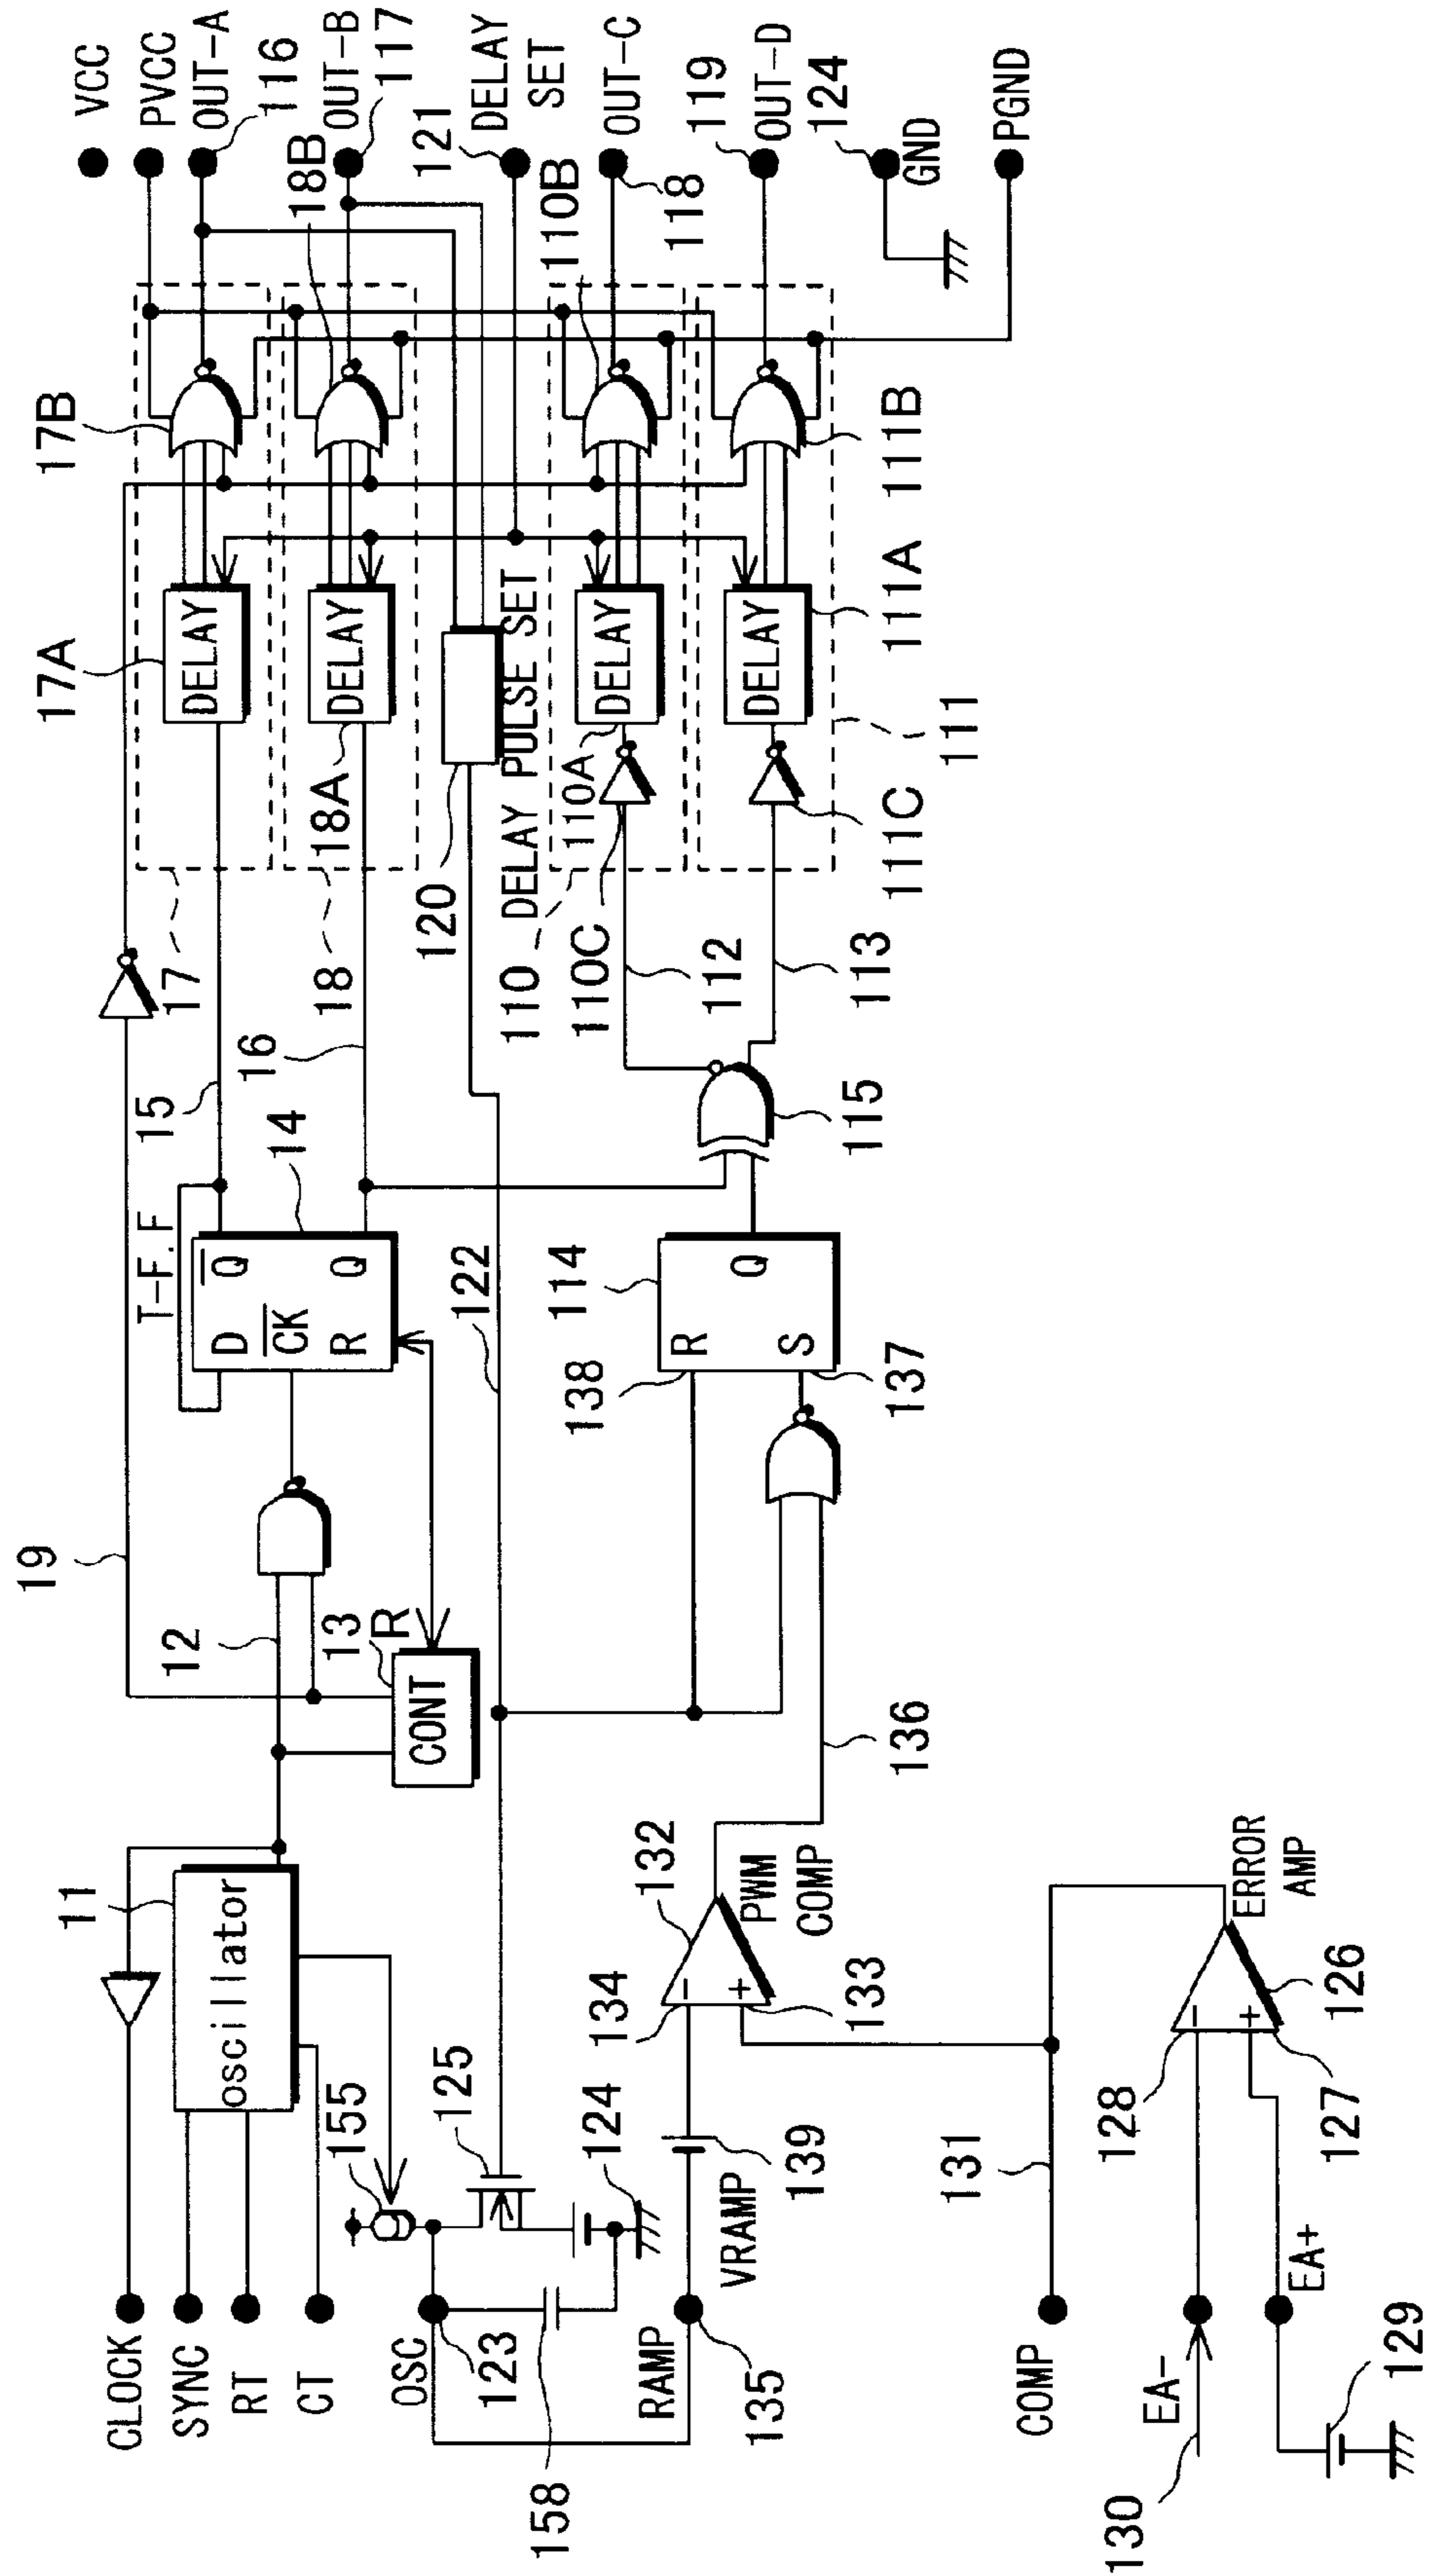 VCC
PVCC
OUT-A
116
OUT-B
117
DELAY
SET
121
OUT-C
118
119
OUT-D
124
GND
PGND
17B
18B
110B
111B
17A
DELAY
DELAY
18A
120
DELAY PULSE SET
DELAY
110A
DELAY
111A
111
111C
17
18
110
110C
112
113
15
16
14
T-F.F
D
Q
CK
R
Q
122
114
R
Q
S
138
137
115
19
12
13
R
CONT
136
11
oscillator
132
PWM
COMP
134
133
ERROR
AMP
126
128
127
155
125
124
139
VRAMP
131
CLOCK
SYNC
RT
CT
OSC
123
158
RAMP
135
COMP
EA-
130
EA+
129